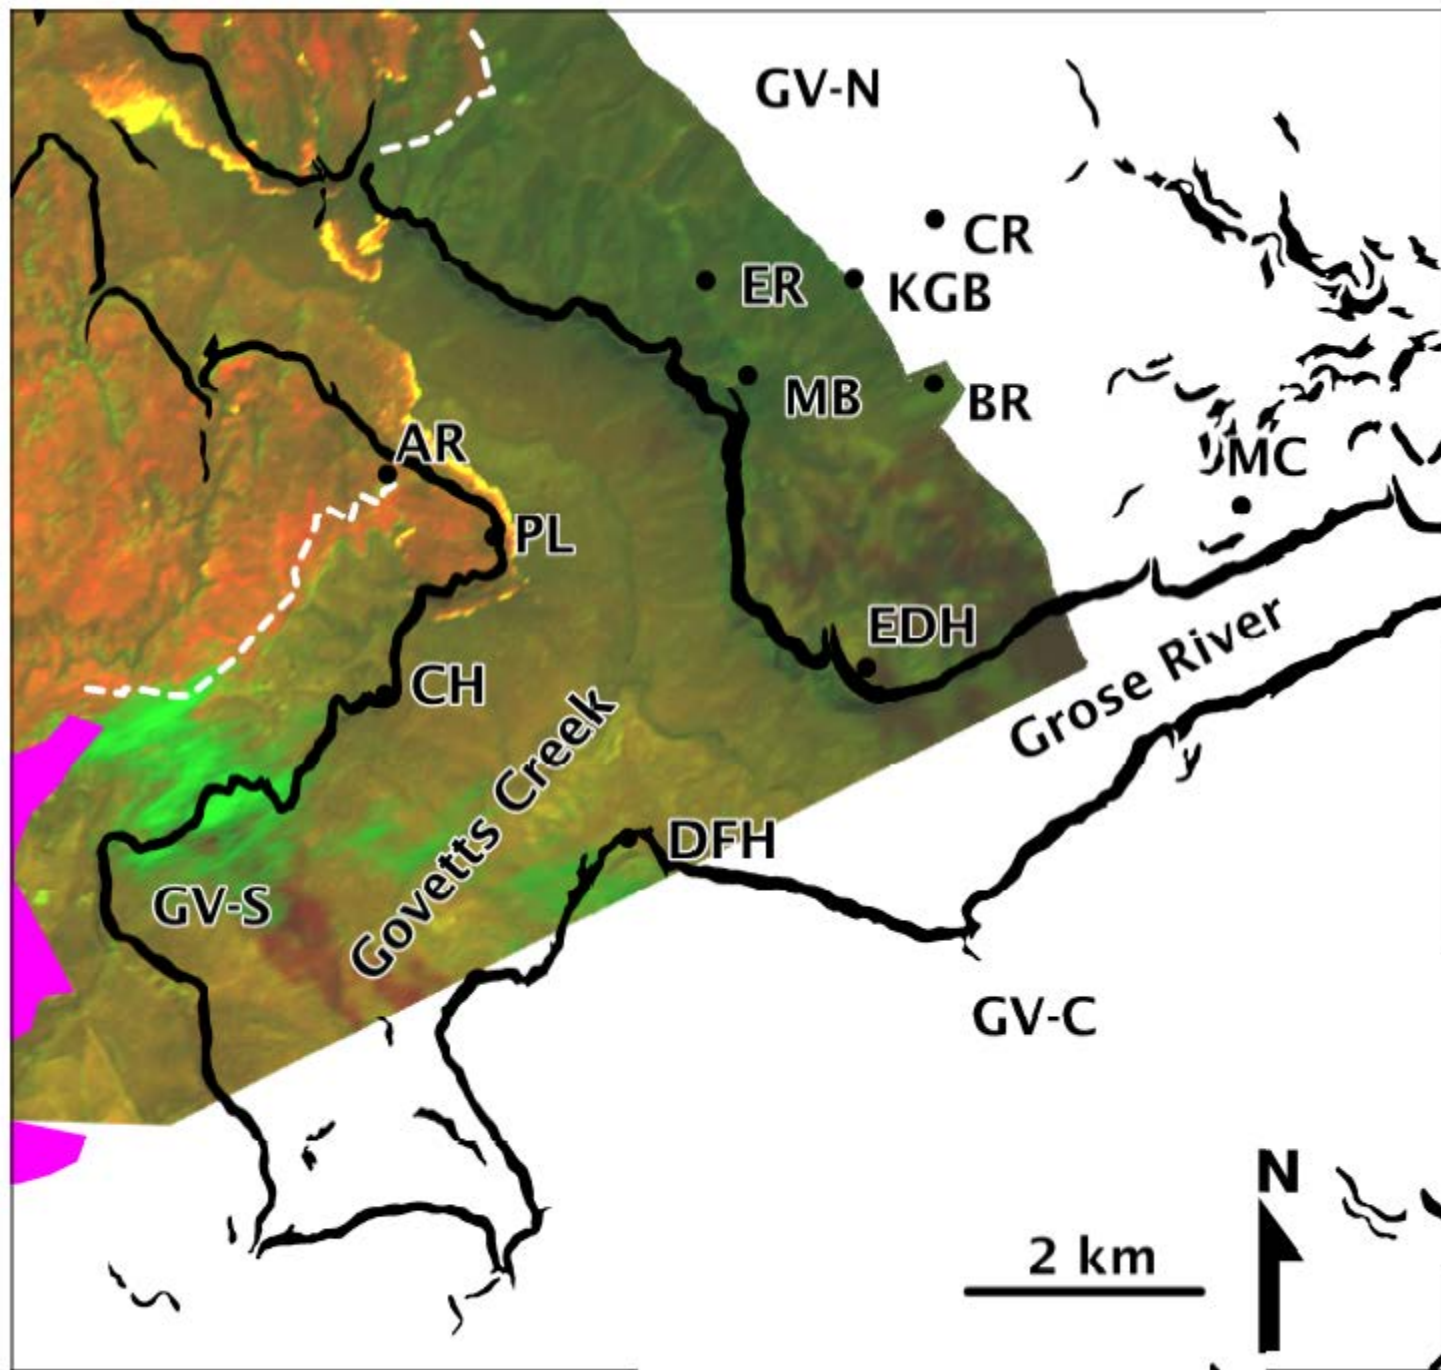 GV-N
CR
ER
KGB
MB
BR
AR
MC
PL
EDH
CH
Grose River
Govetts Creek
DFH
GV-S
GV-C
N
2 km